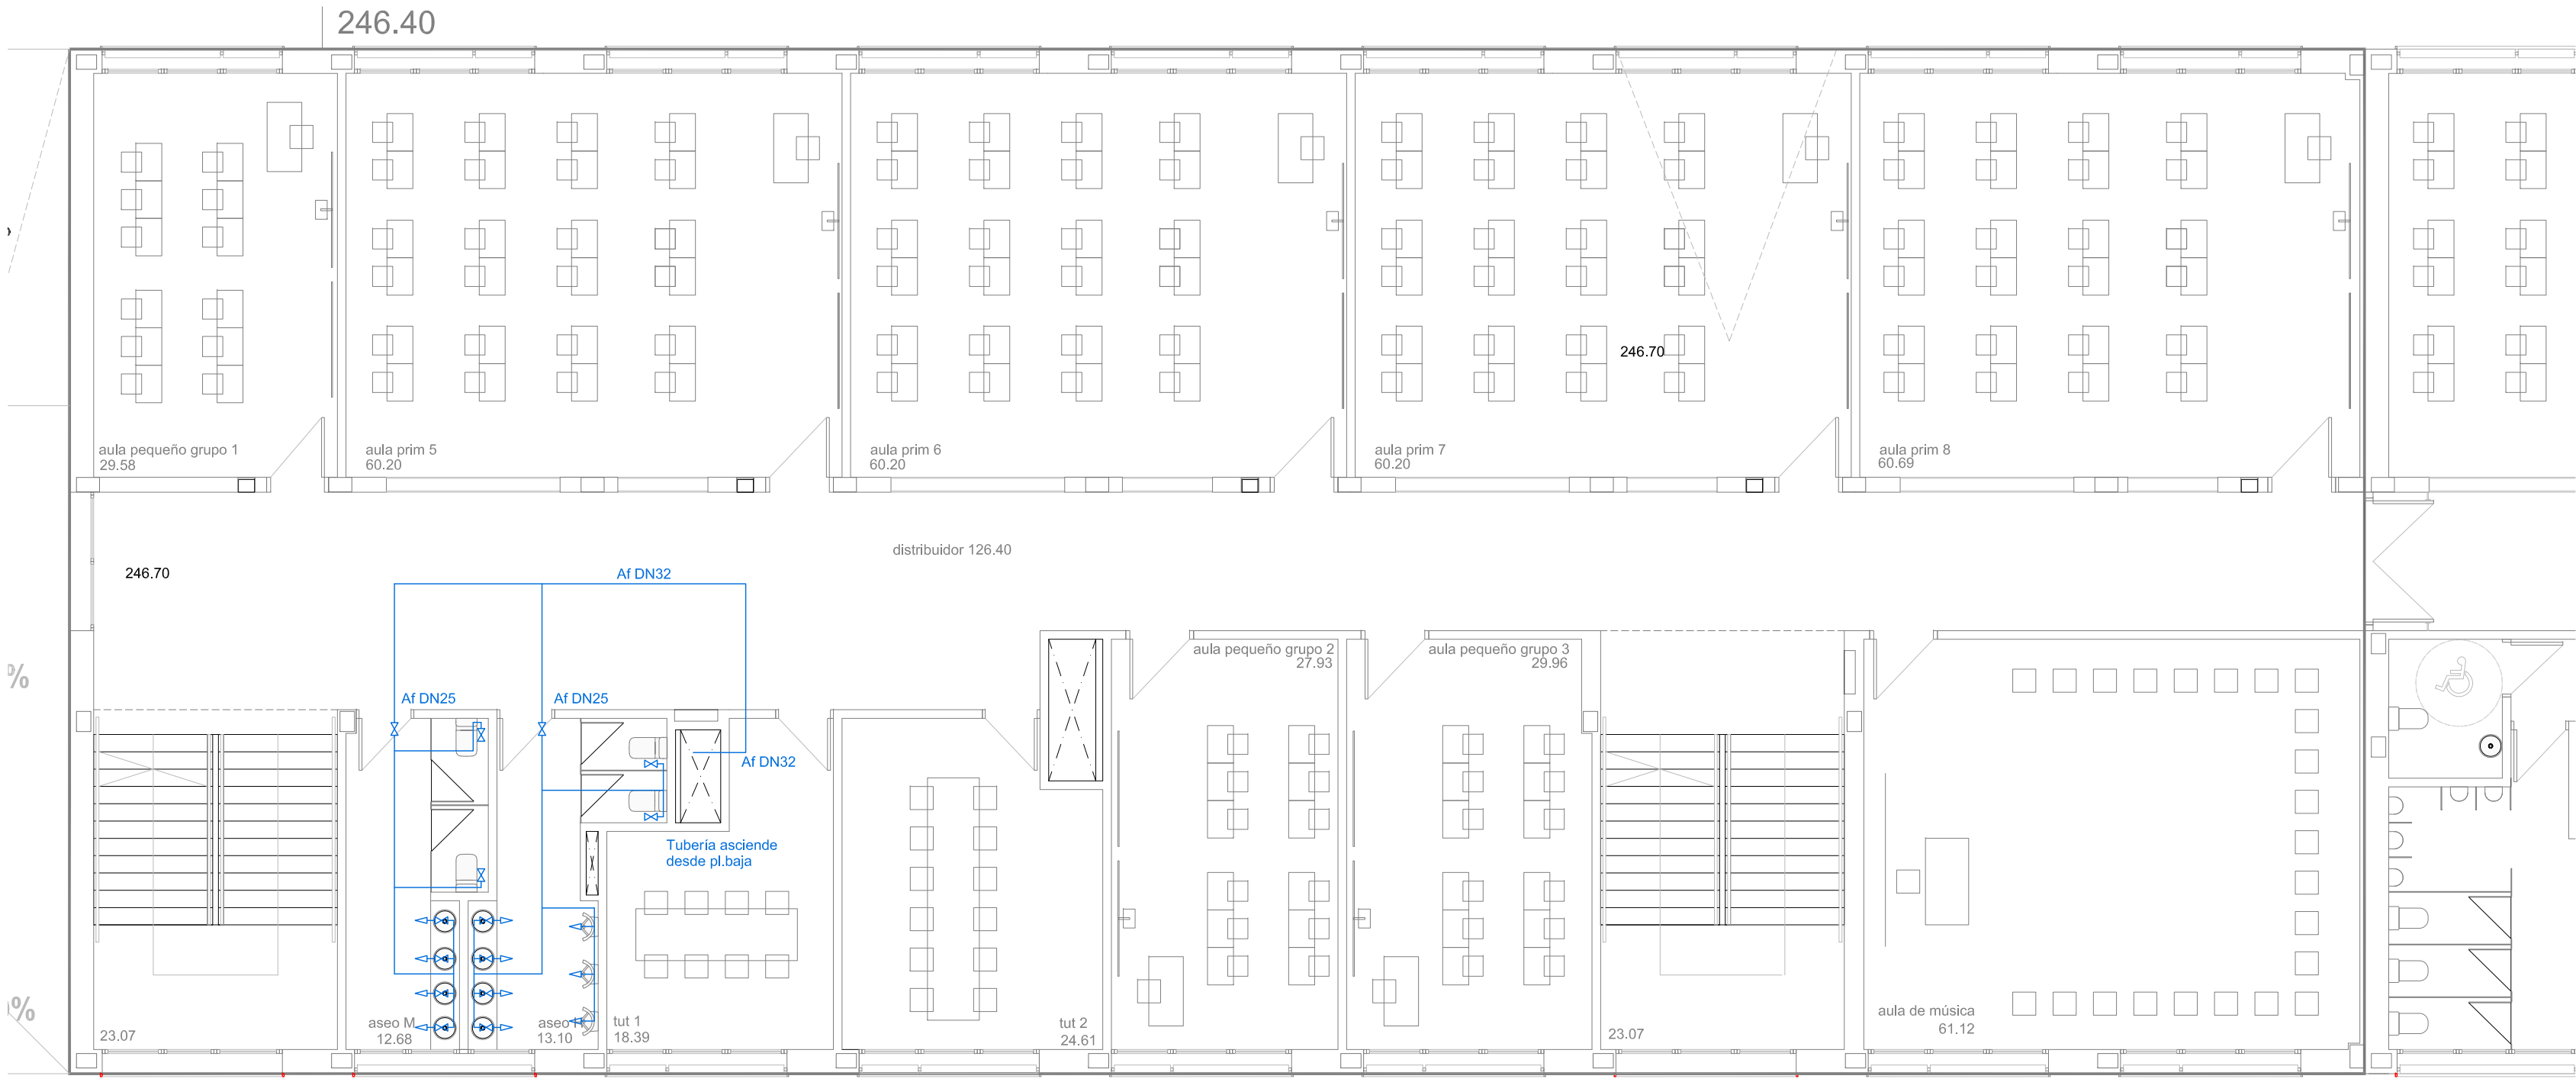 246.40
aula pequeño grupo 1
29.58
aula prim 5
60.20
aula prim 6
60.20
aula prim 7
60.20
246.70
aula prim 8
60.69
distribuidor 126.40
246.70
Af DN32
aula pequeño grupo 2
27.93
aula pequeño grupo 3
29.96
%
Af DN25
Af DN25
Af DN32
Tubería asciende
desde pl.baja
%
23.07
aseo M
12.68
aseo
13.10
tut 1
18.39
tut 2
24.61
23.07
aula de música
61.12